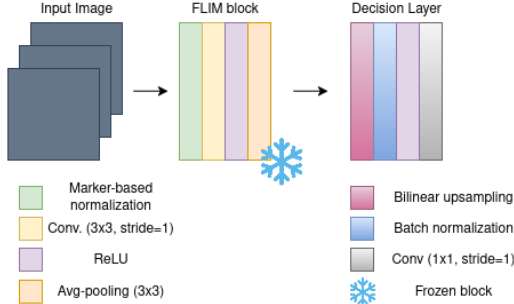 Input Image
FLIM block
Decision Layer
Marker-based
normalization
Conv. (3x3, stride=1)
ReLU
Avg-pooling (3x3)
Bilinear upsampling
Batch normalization
Conv (1x1, stride=1)
Frozen block